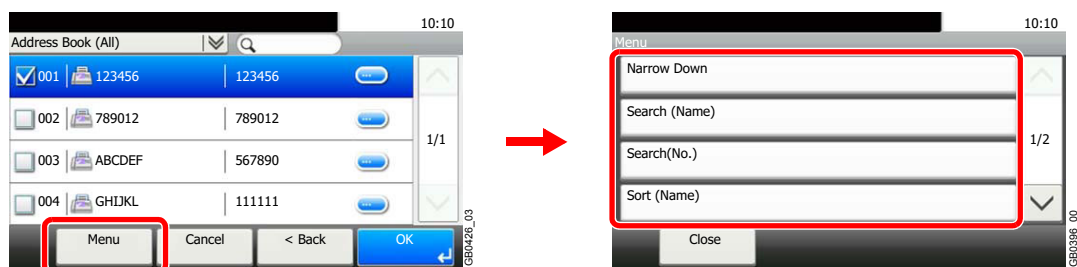 10:10
Address Book (All)
001 123456 123456
002 789012 789012
1/1
003 ABCDEF 567890
004 GHIJKL 111111
Menu Cancel < Back OK
GB0426_03
10:10
Menu
Narrow Down
Search (Name)
1/2
Search(No.)
Sort (Name)
Close
GB0396_00